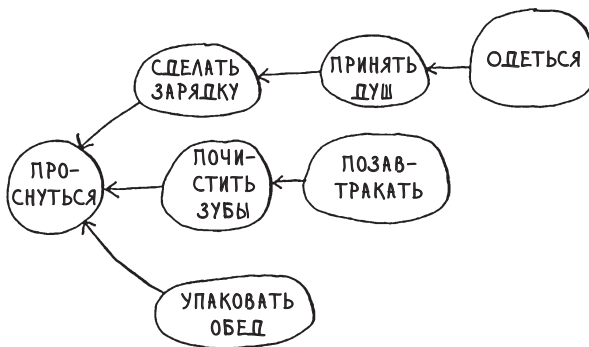 СДЕЛАТЬ
ЗАРЯДКУ
ПРИНЯТЬ
ДУШ
ОДЕТЬСЯ
ПРО-
СНУТЬСЯ
ПОЧИ-
СТИТЬ
ЗУБЫ
ПОЗАВ-
ТРАКАТЬ
УПАКОВАТЬ
ОБЕД